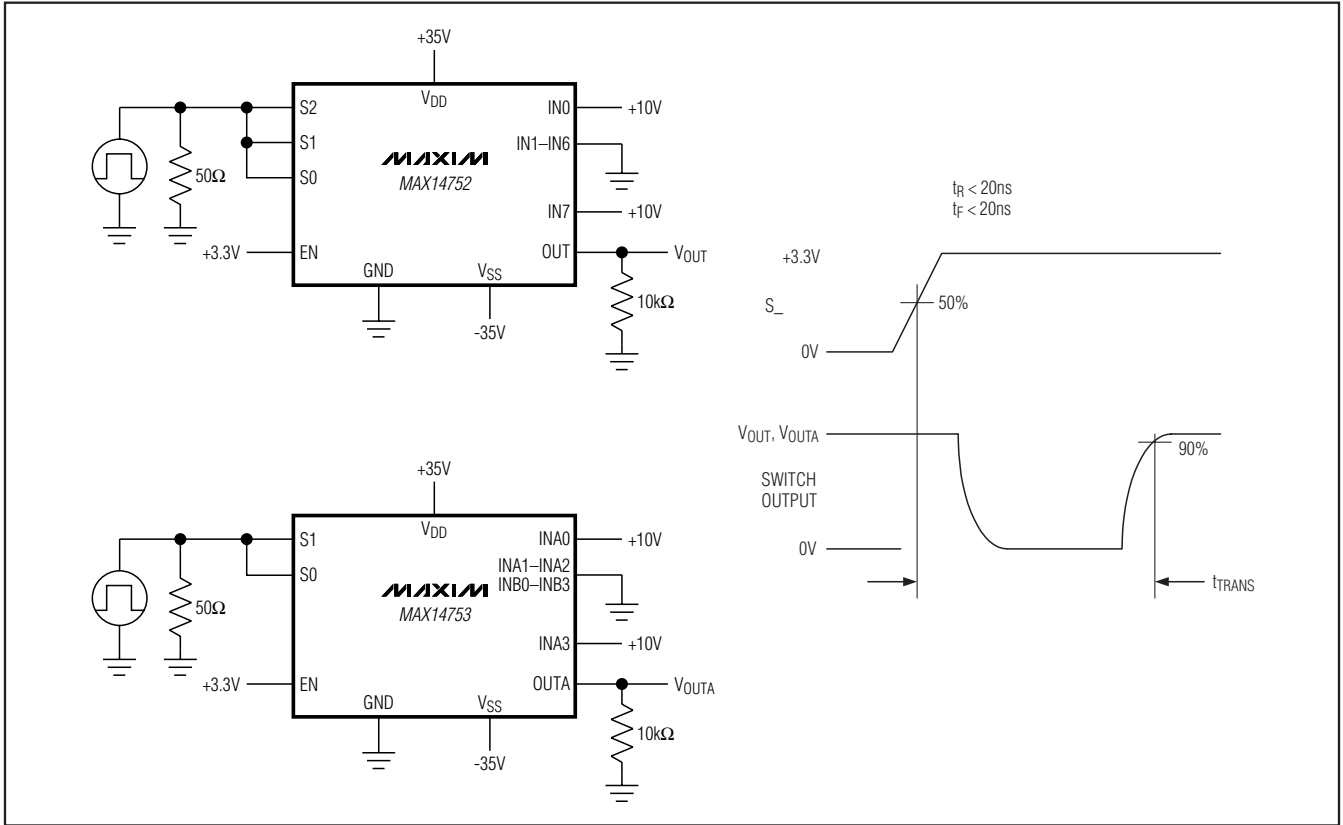 +35V
VDD
S2
S1
S0
50Ω
+3.3V
EN
MAXIM
MAX14752
IN0
+10V
IN1–IN6
IN7
+10V
OUT
VOUT
10kΩ
GND
VSS
-35V
+35V
VDD
S1
S0
50Ω
+3.3V
EN
MAXIM
MAX14753
INA0
+10V
INA1–INA2
INB0–INB3
INA3
+10V
OUTA
VOUTA
10kΩ
GND
VSS
-35V
tR < 20ns
tF < 20ns
+3.3V
S_
50%
0V
VOUT, VOUTA
90%
SWITCH
OUTPUT
0V
tTRANS